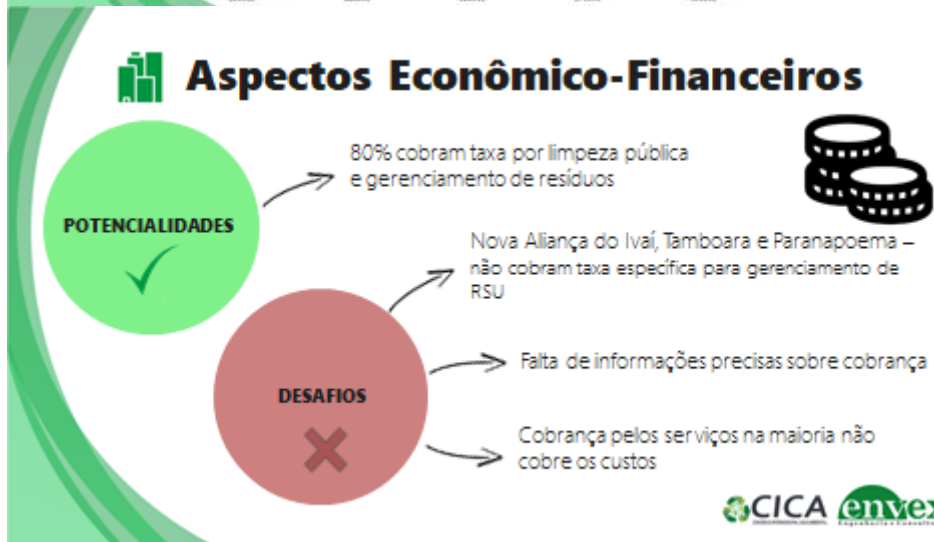 Aspectos Econômico-Financeiros
POTENCIALIDADES
80% cobram taxa por limpeza pública
e gerenciamento de resíduos
DESAFIOS
Nova Aliança do Ivaí, Tamboara e Paranapoema –
não cobram taxa específica para gerenciamento de
RSU
Falta de informações precisas sobre cobrança
Cobrança pelos serviços na maioria não
cobre os custos
CICA
envex